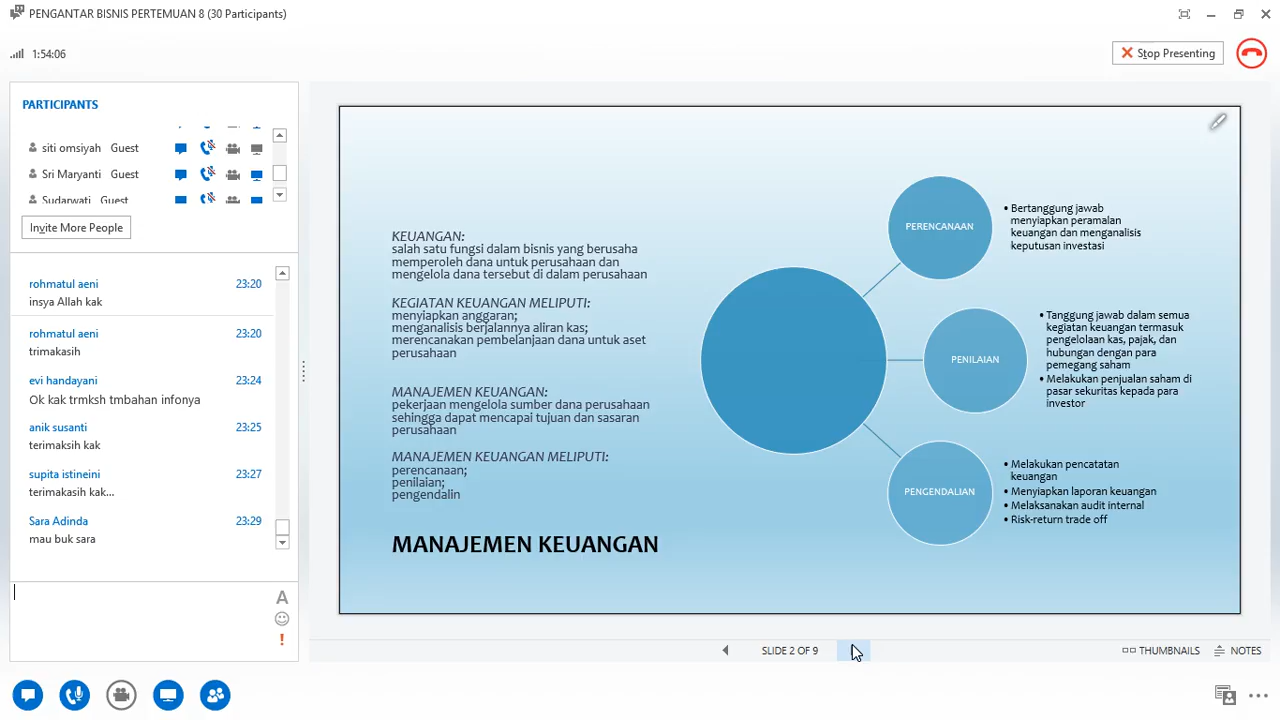 PENGANTAR BISNIS PERTEMUAN 8 (30 Participants)
1:54:06
Stop Presenting
PARTICIPANTS
siti omsiyah Guest
Sri Maryanti Guest
Sudarwati Guest
Invite More People
rohmatul aeni 23:20
insya Allah kak
rohmatul aeni 23:20
trimakasih
evi handayani 23:24
Ok kak trmksh tmbahan infonya
anik susanti 23:25
terimaksih kak
supita istineini 23:27
terimakasih kak...
Sara Adinda 23:29
mau buk sara
A
!
KEUANGAN:
salah satu fungsi dalam bisnis yang berusaha
memperoleh dana untuk perusahaan dan
mengelola dana tersebut di dalam perusahaan
KEGIATAN KEUANGAN MELIPUTI:
menyiapkan anggaran;
menganalisis berjalannya aliran kas;
merencanakan pembelanjaan dana untuk aset
perusahaan
MANAJEMEN KEUANGAN:
pekerjaan mengelola sumber dana perusahaan
sehingga dapat mencapai tujuan dan sasaran
perusahaan
MANAJEMEN KEUANGAN MELIPUTI:
perencanaan;
penilaian;
pengendalin
MANAJEMEN KEUANGAN
PERENCANAAN
• Bertanggung jawab
menyiapkan peramalan
keuangan dan menganalisis
keputusan investasi
PENILAIAN
• Tanggung jawab dalam semua
kegiatan keuangan termasuk
pengelolaan kas, pajak, dan
hubungan dengan para
pemegang saham
• Melakukan penjualan saham di
pasar sekuritas kepada para
investor
PENGENDALIAN
• Melakukan pencatatan
keuangan
• Menyiapkan laporan keuangan
• Melaksanakan audit internal
• Risk-return trade off
SLIDE 2 OF 9
THUMBNAILS
NOTES